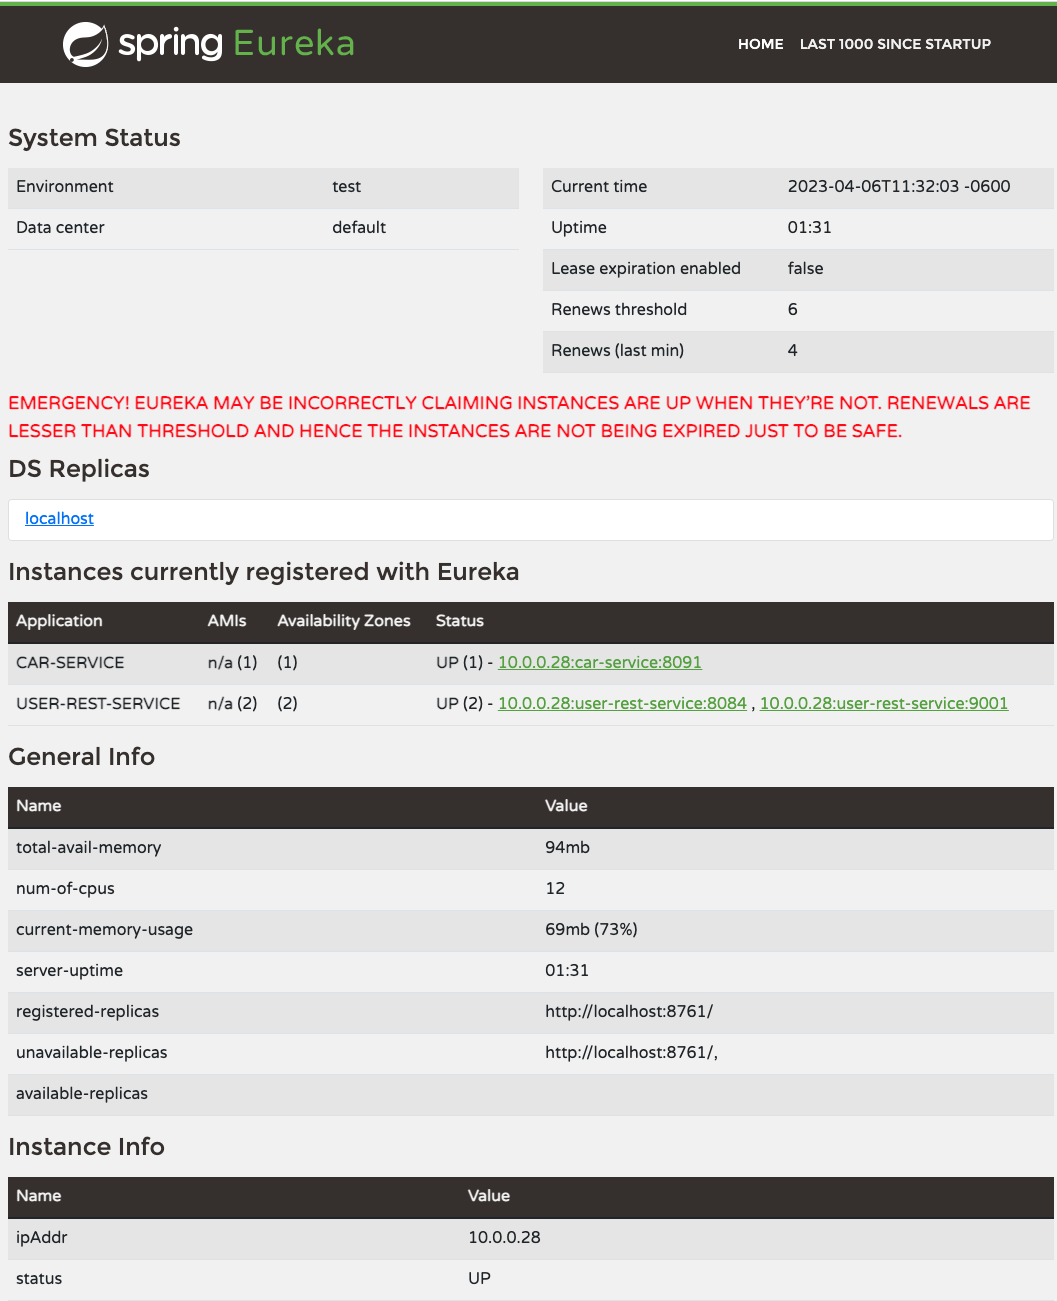 spring Eureka
HOME LAST 1000 SINCE STARTUP
System Status
Environment test
Data center default
Current time 2023-04-06T11:32:03 -0600
Uptime 01:31
Lease expiration enabled false
Renews threshold 6
Renews (last min) 4
EMERGENCY! EUREKA MAY BE INCORRECTLY CLAIMING INSTANCES ARE UP WHEN THEY'RE NOT. RENEWALS ARE
LESSER THAN THRESHOLD AND HENCE THE INSTANCES ARE NOT BEING EXPIRED JUST TO BE SAFE.
DS Replicas
localhost
Instances currently registered with Eureka
Application AMIs Availability Zones Status
CAR-SERVICE n/a (1) (1) UP (1) - 10.0.0.28:car-service:8091
USER-REST-SERVICE n/a (2) (2) UP (2) - 10.0.0.28:user-rest-service:8084 , 10.0.0.28:user-rest-service:9001
General Info
Name Value
total-avail-memory 94mb
num-of-cpus 12
current-memory-usage 69mb (73%)
server-uptime 01:31
registered-replicas http://localhost:8761/
unavailable-replicas http://localhost:8761/,
available-replicas
Instance Info
Name Value
ipAddr 10.0.0.28
status UP